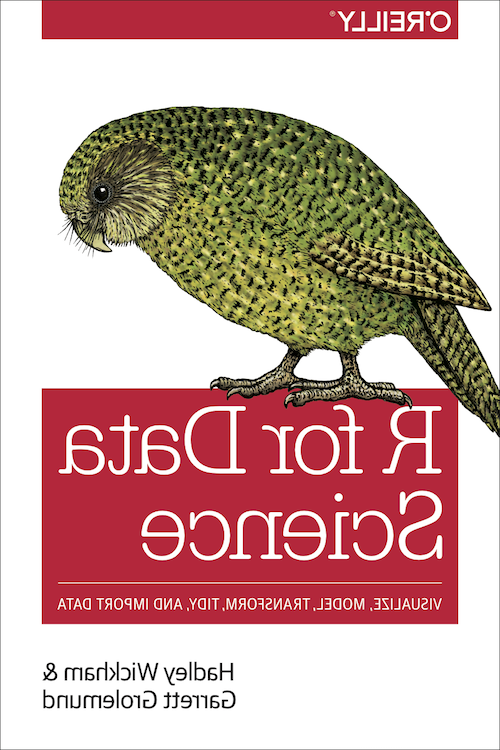 O'REILLY®
R for Data
Science
VISUALIZE, MODEL, TRANSFORM, TIDY, AND IMPORT DATA
Hadley Wickham &
Garrett Grolemund